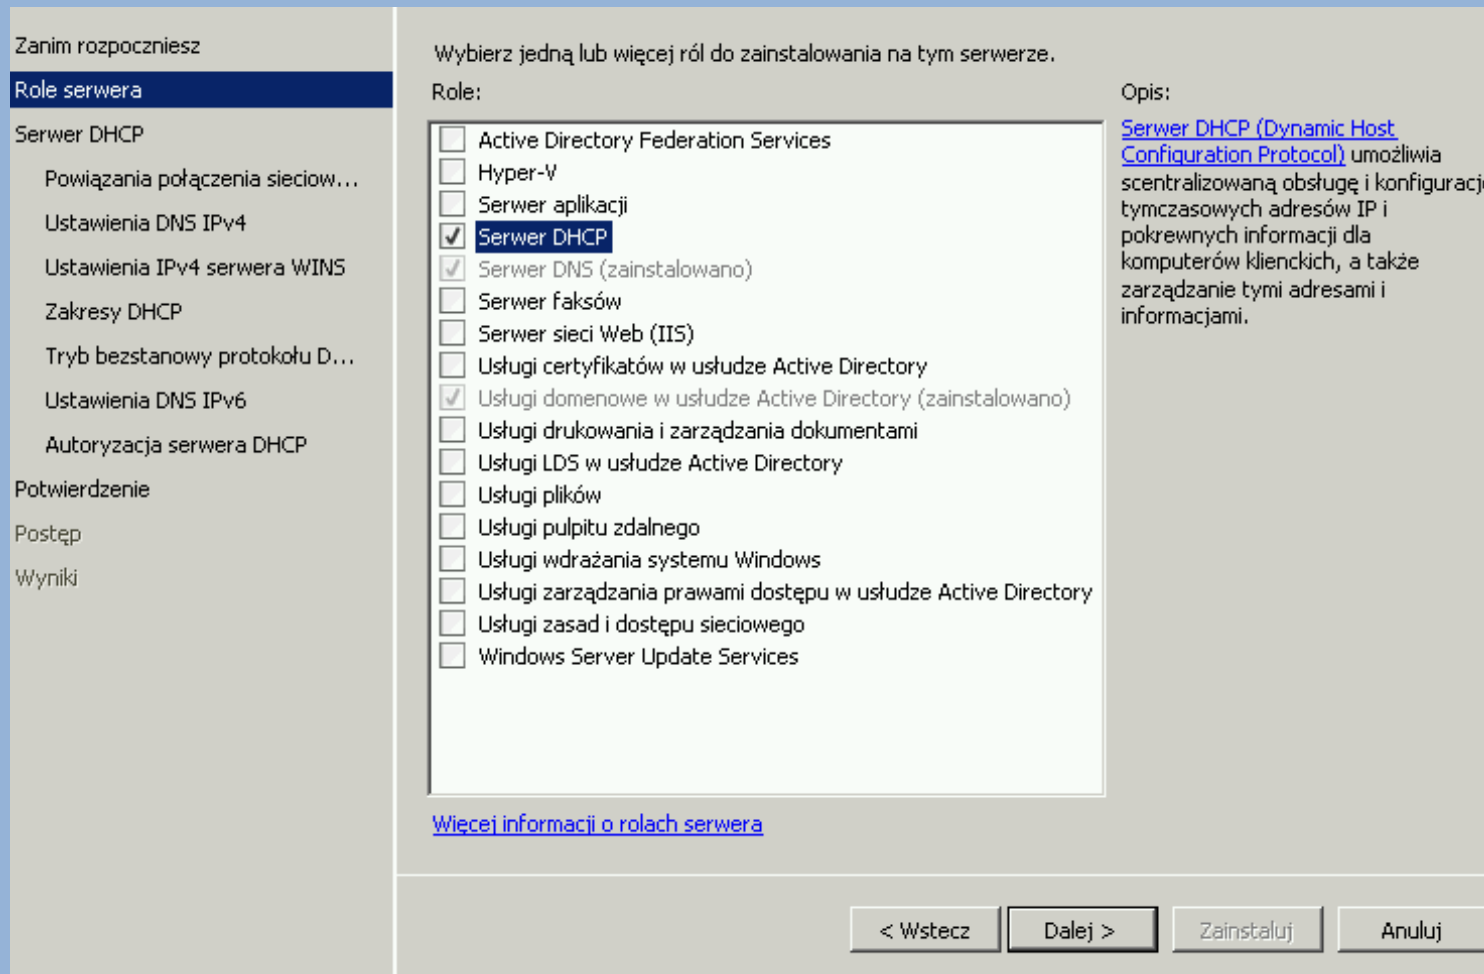 Zanim rozpoczniesz
Role serwera
Serwer DHCP
Powiązania połączenia sieciow...
Ustawienia DNS IPv4
Ustawienia IPv4 serwera WINS
Zakresy DHCP
Tryb bezstanowy protokołu D...
Ustawienia DNS IPv6
Autoryzacja serwera DHCP
Potwierdzenie
Postęp
Wyniki
Wybierz jedną lub więcej ról do zainstalowania na tym serwerze.
Role:
Active Directory Federation Services
Hyper-V
Serwer aplikacji
Serwer DHCP
Serwer DNS (zainstalowano)
Serwer faksów
Serwer sieci Web (IIS)
Usługi certyfikatów w usłudze Active Directory
Usługi domenowe w usłudze Active Directory (zainstalowano)
Usługi drukowania i zarządzania dokumentami
Usługi LDS w usłudze Active Directory
Usługi plików
Usługi pulpitu zdalnego
Usługi wdrażania systemu Windows
Usługi zarządzania prawami dostępu w usłudze Active Directory
Usługi zasad i dostępu sieciowego
Windows Server Update Services
Więcej informacji o rolach serwera
Opis:
Serwer DHCP (Dynamic Host
Configuration Protocol) umożliwia
scentralizowaną obsługę i konfigurację
tymczasowych adresów IP i
pokrewnych informacji dla
komputerów klienckich, a także
zarządzanie tymi adresami i
informacjami.
< Wstecz
Dalej >
Zainstaluj
Anuluj